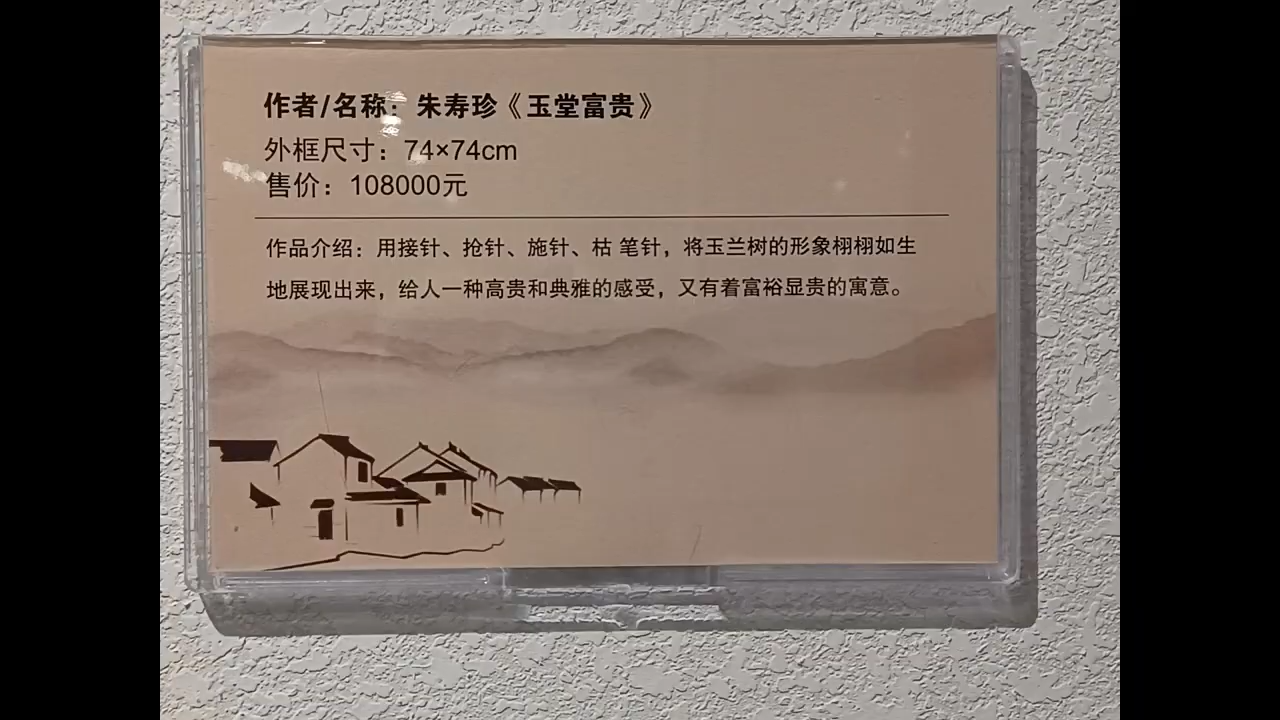 作者/名称：朱寿珍《玉堂富贵》
外框尺寸：74×74cm
售价：108000元
作品介绍：用接针、抢针、施针、枯 笔针，将玉兰树的形象栩栩如生
地展现出来，给人一种高贵和典雅的感受，又有着富裕显贵的寓意。